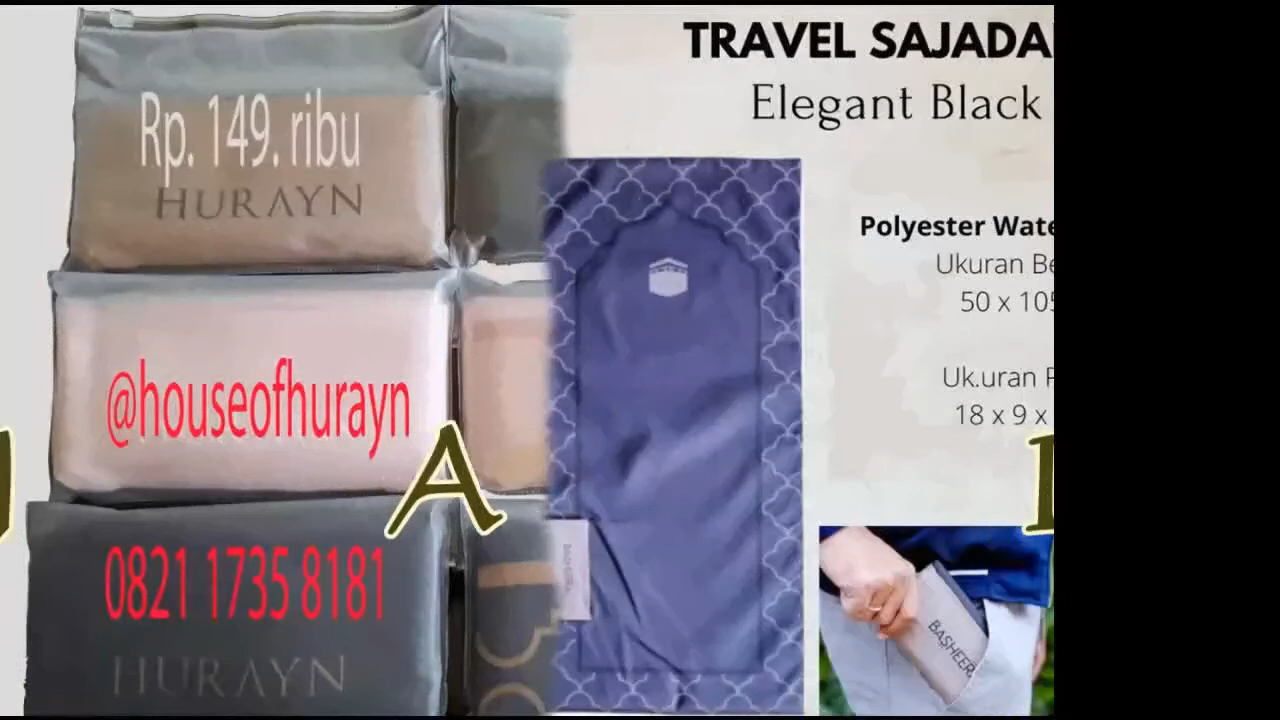 Rp. 149. ribu
HURAYN
@houseofhurayn
0821 1735 8181
HURAYN
A
TRAVEL SAJADA
Elegant Black
Polyester Wate
Ukuran Be
50 x 105
Uk.uran P
18 x 9 x
BASHEER